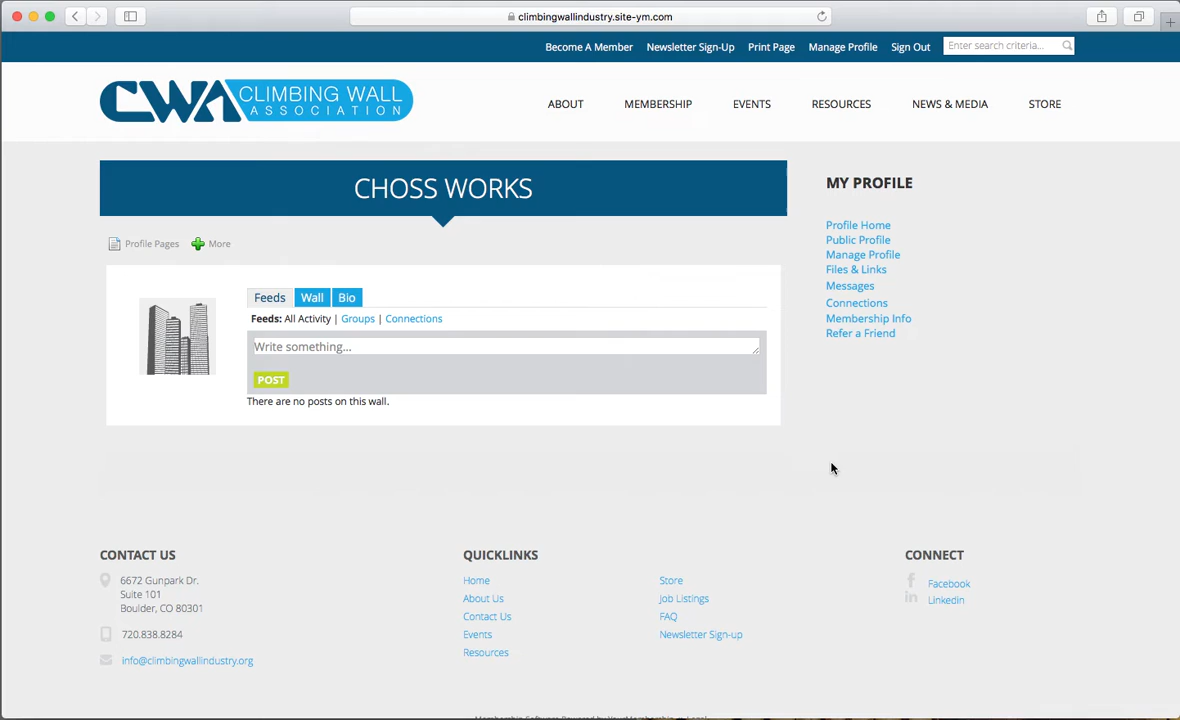 climbingwallindustry.site-ym.com
Become A Member Newsletter Sign-Up Print Page Manage Profile Sign Out Enter search criteria...
CWA CLIMBING WALL
ASSOCIATION
ABOUT MEMBERSHIP EVENTS RESOURCES NEWS & MEDIA STORE
CHOSS WORKS
Profile Pages More
Feeds Wall Bio
Feeds: All Activity | Groups | Connections
Write something...
POST
There are no posts on this wall.
MY PROFILE
Profile Home
Public Profile
Manage Profile
Files & Links
Messages
Connections
Membership Info
Refer a Friend
CONTACT US
6672 Gunpark Dr.
Suite 101
Boulder, CO 80301
720.838.8284
info@climbingwallindustry.org
QUICKLINKS
Home
About Us
Contact Us
Events
Resources
Store
Job Listings
FAQ
Newsletter Sign-up
CONNECT
Facebook
Linkedin